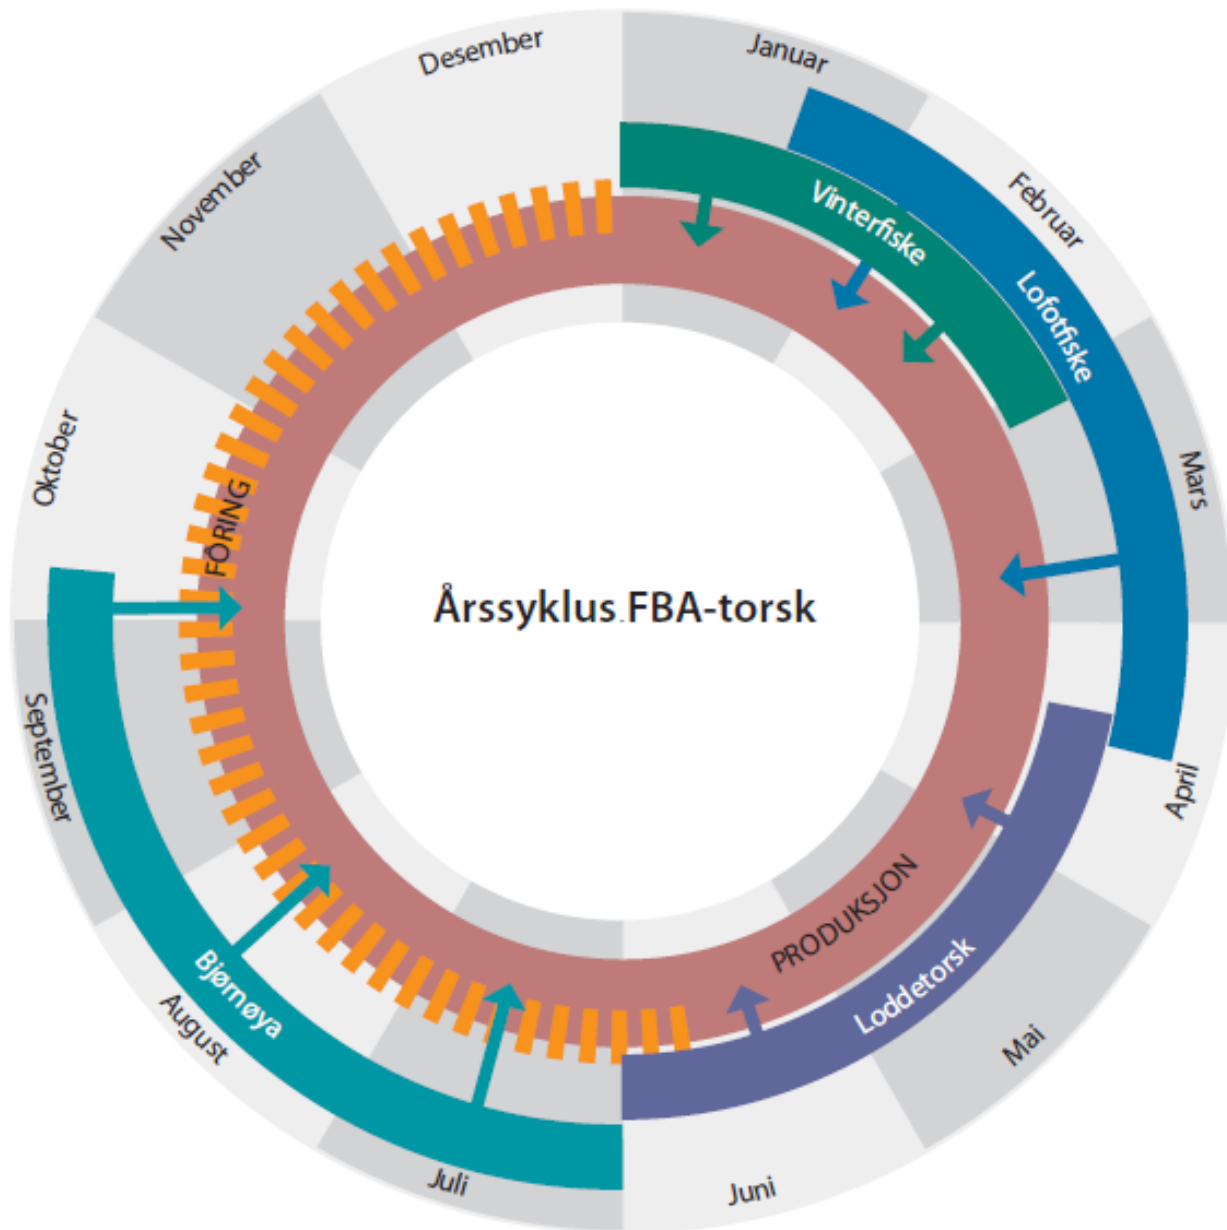 Januar
Februar
Mars
April
Mai
Juni
Juli
August
September
Oktober
November
Desember
Vinterfiske
Lofotfiske
Loddetorsk
Bjørnøya
FÔRING
PRODUKSJON
Årssyklus FBA-torsk